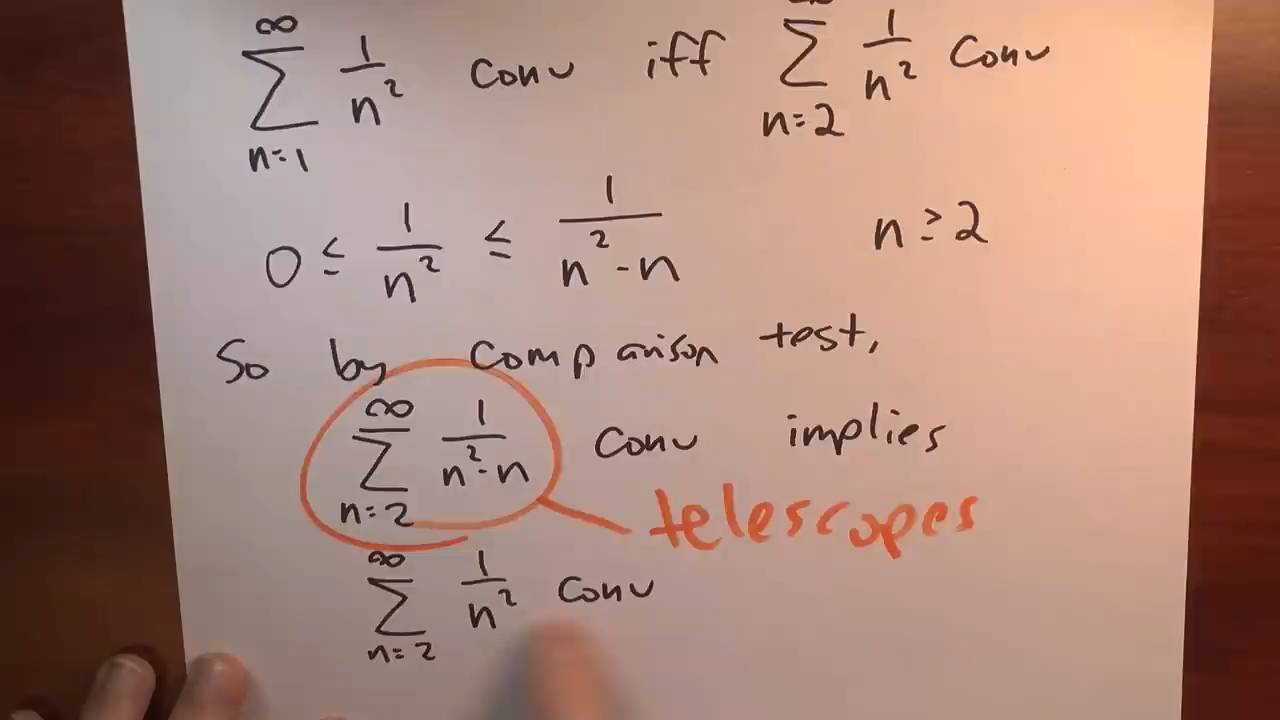 ∞∑n=1 1/n² Conv iff ∞∑n=2 1/n² Conv
0 ≤ 1/n² ≤ 1/(n²-n) n ≥ 2
So by Comparison test,
∞∑n=2 1/(n²-n) Conv implies
telescopes
∞∑n=2 1/n² Conv